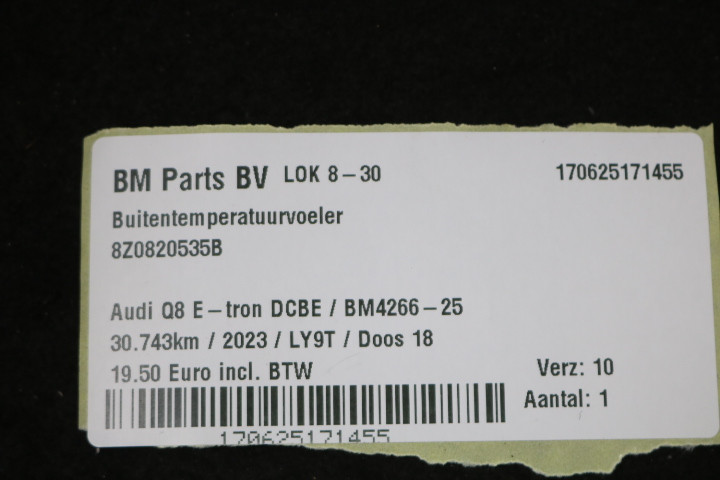 BM Parts BV LOK 8-30 170625171455
Buitentemperatuurvoeler
8Z0820535B
Audi Q8 E-tron DCBE / BM4266-25
30.743km / 2023 / LY9T / Doos 18
19.50 Euro incl. BTW Verz: 10
Aantal: 1
170625171455